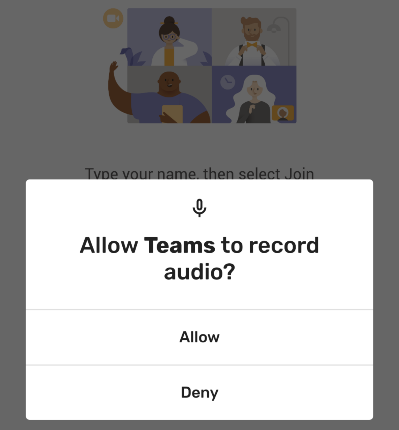 Type your name, then select Join
Allow Teams to record
audio?
Allow
Deny